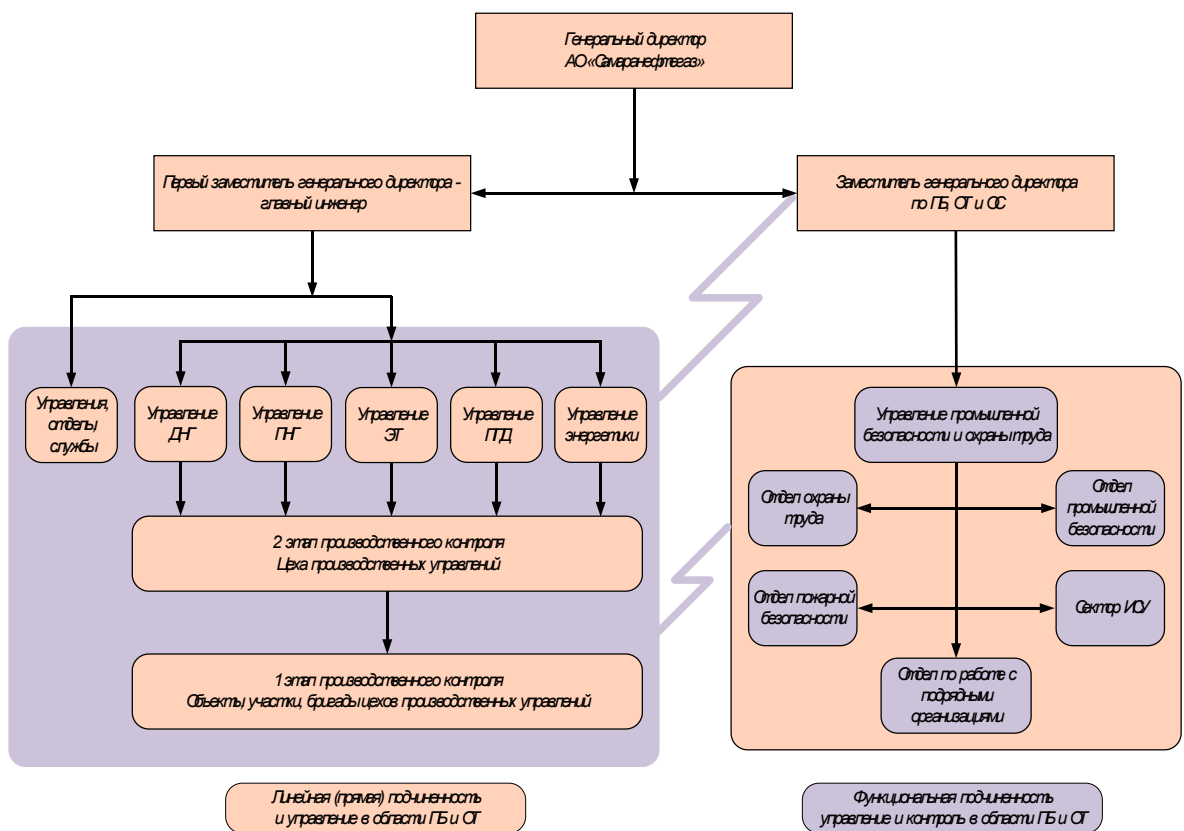 Генеральный директор
АО «Самаранефтегаз»
Первый заместитель генерального директора -
главный инженер
Заместитель генерального директора
по ПБ, ОТ и ОС
Управления,
отделы,
службы
Управление
ДНГ
Управление
ПНГ
Управление
ЭТ
Управление
ППД
Управление
энергетики
2 этап производственного контроля
Цеха производственных управлений
1 этап производственного контроля
Объекты, участки, бригады цехов производственных управлений
Управление промышленной
безопасности и охраны труда
Отдел охраны
труда
Отдел
промышленной
безопасности
Отдел пожарной
безопасности
Сектор ИСУ
Отдел по работе с
подрядными
организациями
Линейная (прямая) подчиненность
и управление в области ПБ и ОТ
Функциональная подчиненность
управление и контроль в области ПБ и ОТ